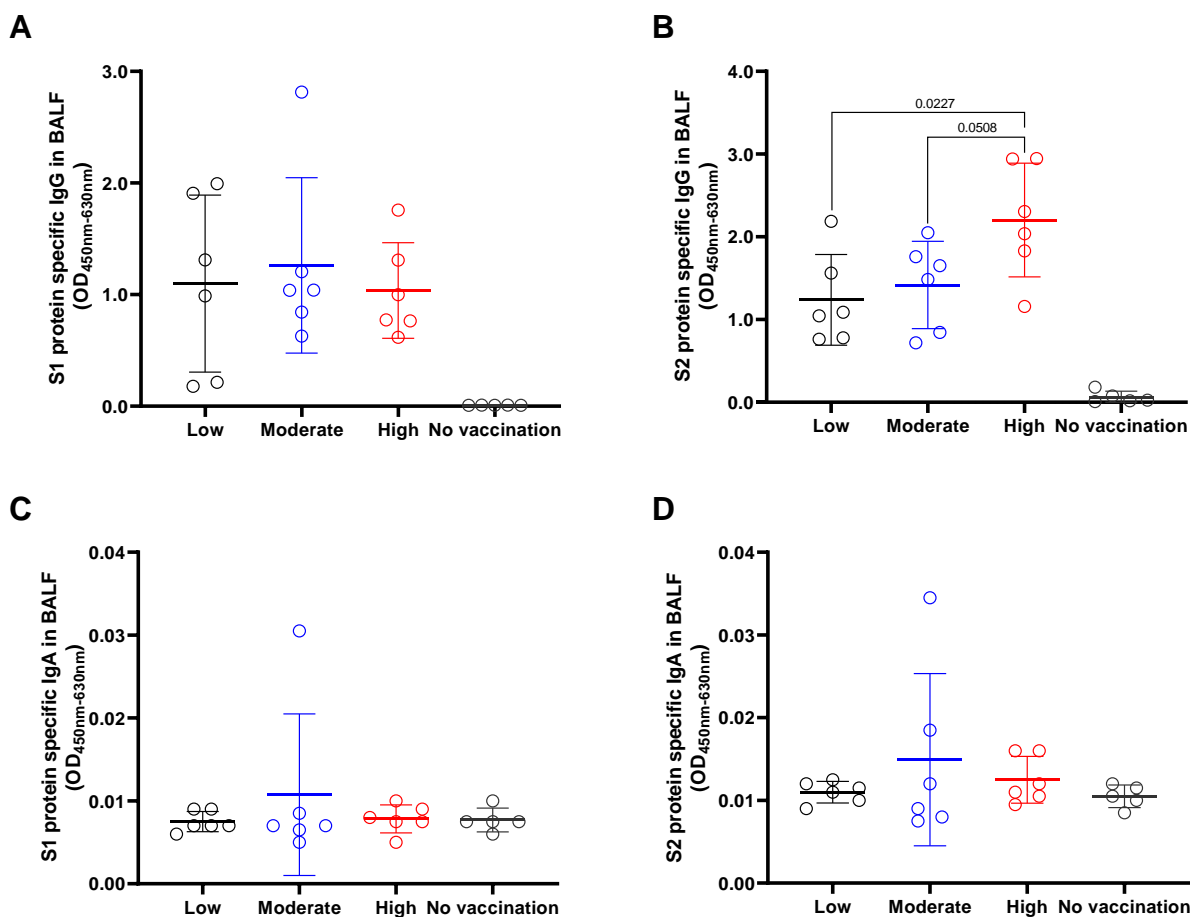 A
S1 protein specific IgG in BALF
(OD450nm-630nm)
3.0
2.0
1.0
0.0
Low
Moderate
High
No vaccination
B
S2 protein specific IgG in BALF
(OD450nm-630nm)
4.0
3.0
2.0
1.0
0.0
0.0227
0.0508
Low
Moderate
High
No vaccination
C
S1 protein specific IgA in BALF
(OD450nm-630nm)
0.04
0.03
0.02
0.01
0.00
Low
Moderate
High
No vaccination
D
S2 protein specific IgA in BALF
(OD450nm-630nm)
0.04
0.03
0.02
0.01
0.00
Low
Moderate
High
No vaccination